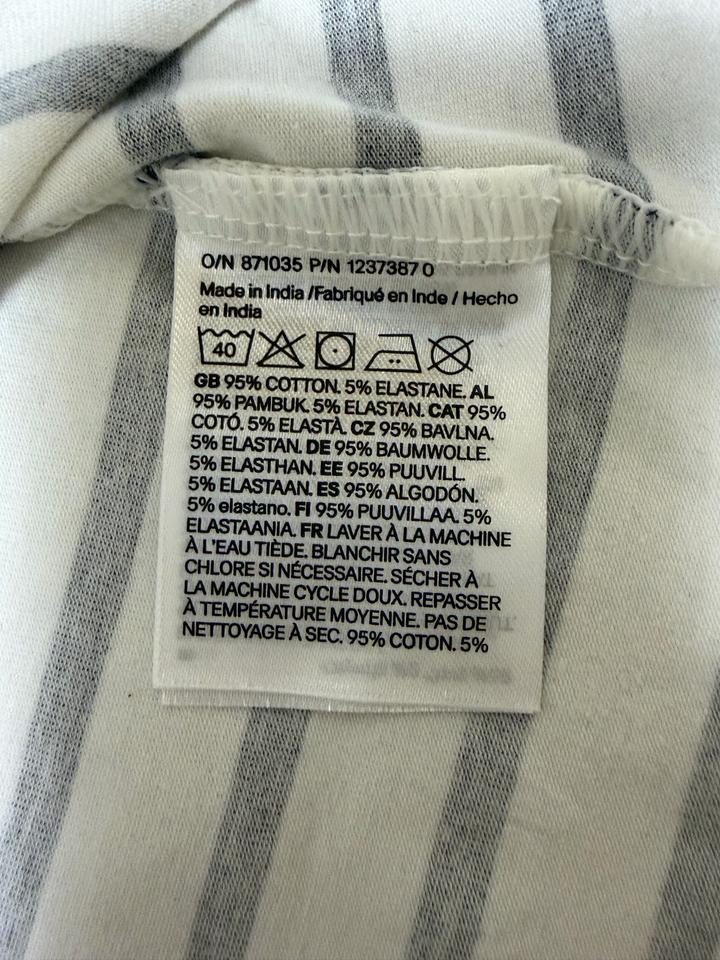 O/N 871035 P/N 1237387 0
Made in India /Fabriqué en Inde / Hecho
en India
40
GB 95% COTTON. 5% ELASTANE. AL
95% PAMBUK. 5% ELASTAN. CAT 95%
COTÓ. 5% ELASTÀ. CZ 95% BAVLNA.
5% ELASTAN. DE 95% BAUMWOLLE.
5% ELASTHAN. EE 95% PUUVILL.
5% ELASTAAN. ES 95% ALGODÓN.
5% elastano. FI 95% PUUVILLAA. 5%
ELASTAANIA. FR LAVER À LA MACHINE
À L'EAU TIÈDE. BLANCHIR SANS
CHLORE SI NÉCESSAIRE. SÉCHER À
LA MACHINE CYCLE DOUX. REPASSER
À TEMPÉRATURE MOYENNE. PAS DE
NETTOYAGE À SEC. 95% COTON. 5%